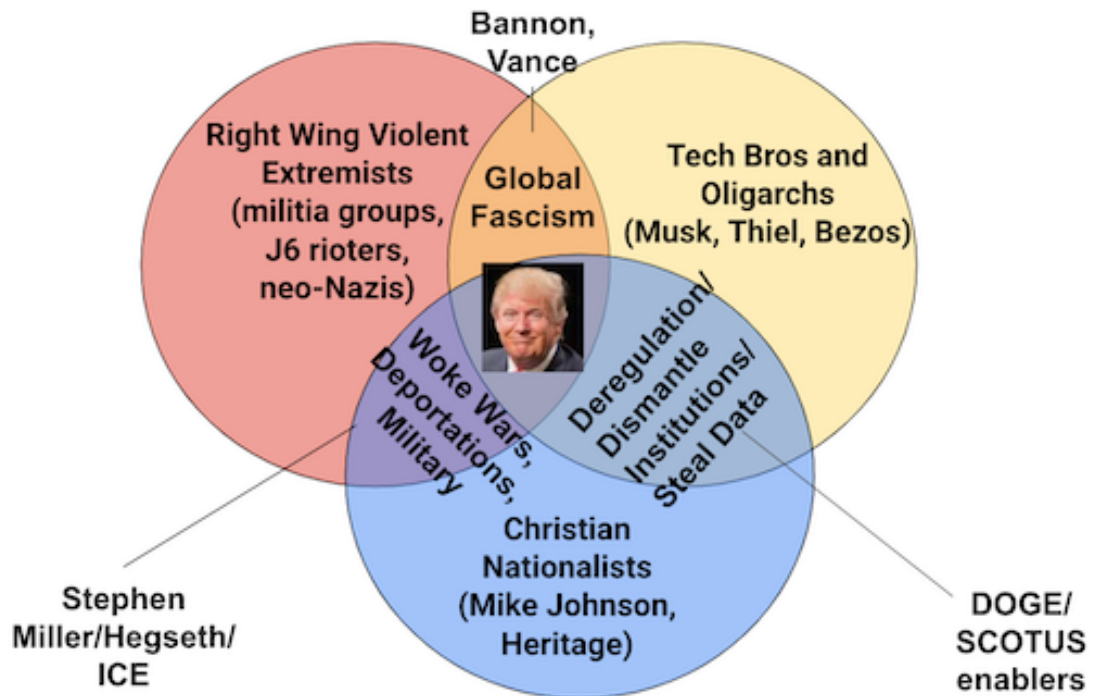 Bannon,
Vance
Right Wing Violent
Extremists
(militia groups,
J6 rioters,
neo-Nazis)
Global
Fascism
Tech Bros and
Oligarchs
(Musk, Thiel, Bezos)
Woke Wars,
Deportations,
Military
Deregulation/
Dismantle
Institutions/
Steal Data
Christian
Nationalists
(Mike Johnson,
Heritage)
Stephen
Miller/Hegseth/
ICE
DOGE/
SCOTUS
enablers